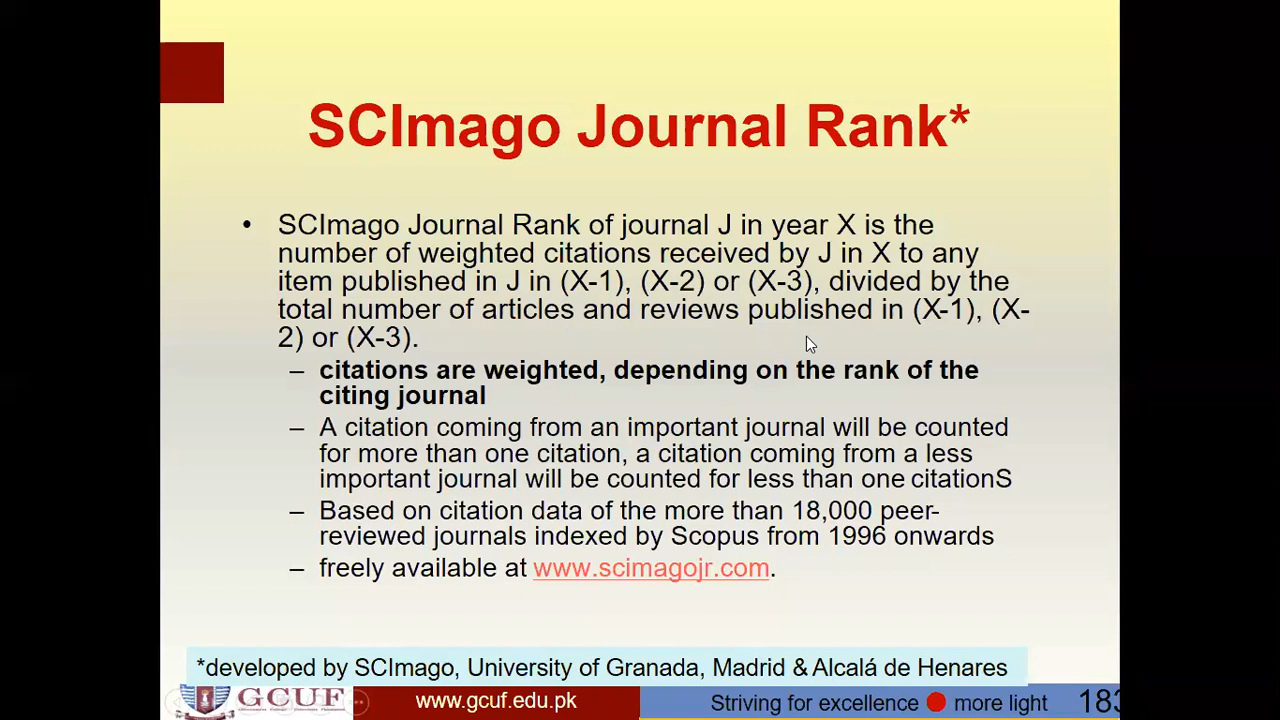 SCImago Journal Rank*
• SCImago Journal Rank of journal J in year X is the
number of weighted citations received by J in X to any
item published in J in (X-1), (X-2) or (X-3), divided by the
total number of articles and reviews published in (X-1), (X-
2) or (X-3).
– citations are weighted, depending on the rank of the
citing journal
– A citation coming from an important journal will be counted
for more than one citation, a citation coming from a less
important journal will be counted for less than one citationS
– Based on citation data of the more than 18,000 peer-
reviewed journals indexed by Scopus from 1996 onwards
– freely available at www.scimagojr.com.
*developed by SCImago, University of Granada, Madrid & Alcalá de Henares
GCUF
www.gcuf.edu.pk
Striving for excellence more light
183